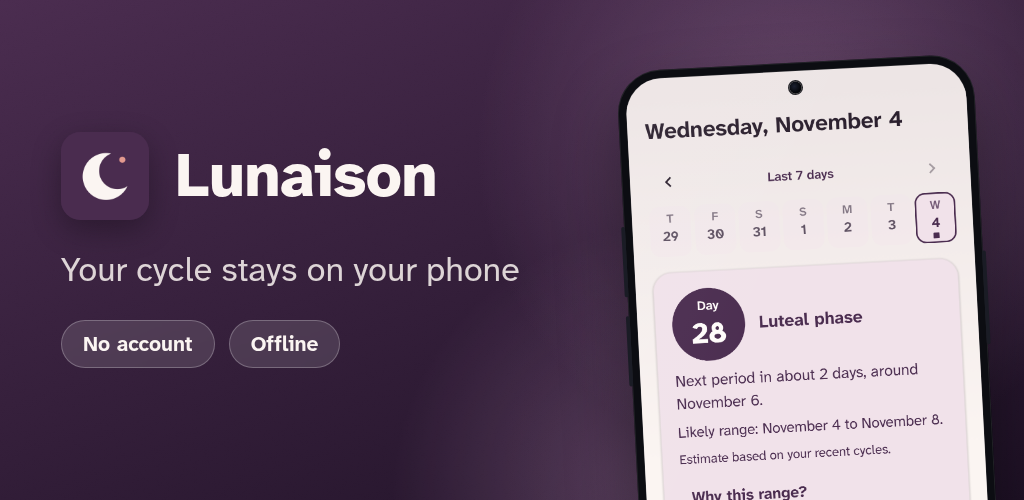 Lunaison
Your cycle stays on your phone
No account
Offline
Wednesday, November 4
Last 7 days
T F S S M T W
29 30 31 1 2 3 4
Day
28
Luteal phase
Next period in about 2 days, around
November 6.
Likely range: November 4 to November 8.
Estimate based on your recent cycles.
Why this range?